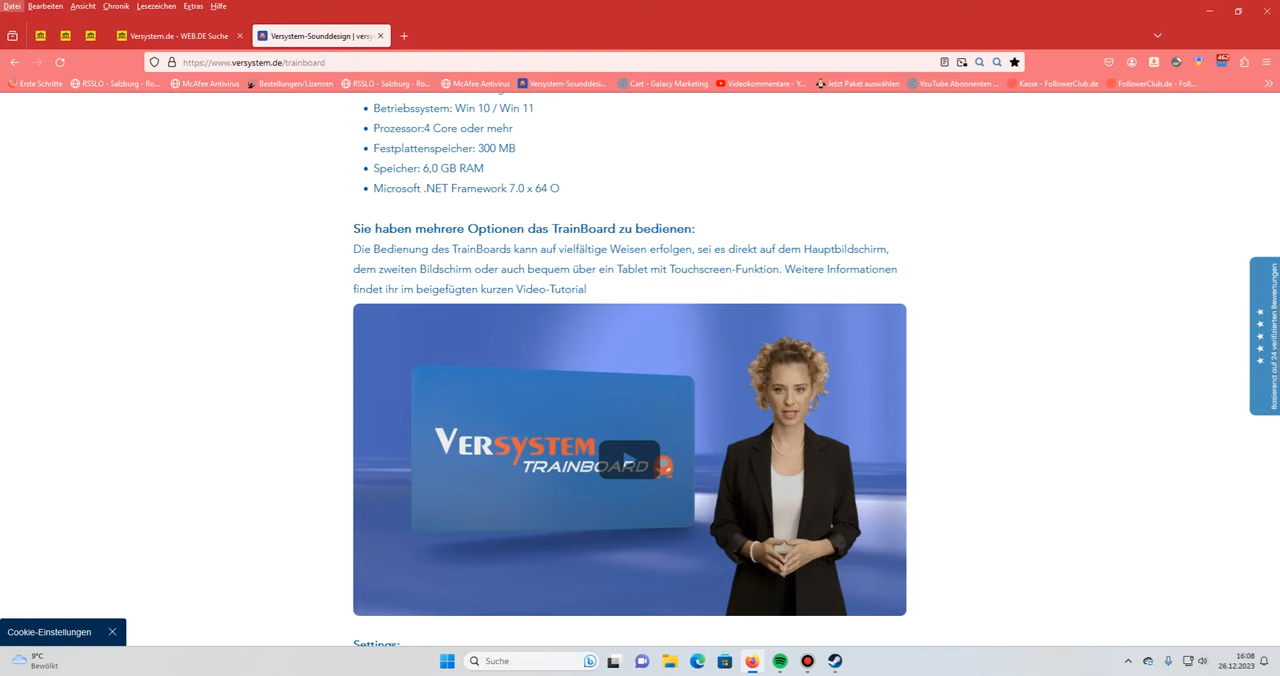 Datei Bearbeiten Ansicht Chronik Lesezeichen Extras Hilfe
Versystem.de - WEB.DE Suche
Versystem-Sounddesign | versys
https://www.versystem.de/trainboard
462
Erste Schritte RSSLO - Salzburg - Ro... McAfee Antivirus Bestellungen/Lizenzen RSSLO - Salzburg - Ro... McAfee Antivirus Versystem-Sounddesi... Cart - Galaxy Marketing Videokommentare - Y... Jetzt Paket auswählen YouTube Abonnenten ... Kasse - FollowerClub.de FollowerClub.de - Foll...
• Betriebssystem: Win 10 / Win 11
• Prozessor:4 Core oder mehr
• Festplattenspeicher: 300 MB
• Speicher: 6,0 GB RAM
• Microsoft .NET Framework 7.0 x 64 O
Sie haben mehrere Optionen das TrainBoard zu bedienen:
Die Bedienung des TrainBoards kann auf vielfältige Weisen erfolgen, sei es direkt auf dem Hauptbildschirm,
dem zweiten Bildschirm oder auch bequem über ein Tablet mit Touchscreen-Funktion. Weitere Informationen
findet ihr im beigefügten kurzen Video-Tutorial
VERSYSTEM
TRAINBOARD
Basierend auf 24 verifizierten Bewertungen
Settings:
Cookie-Einstellungen
9°C
Bewölkt
Suche
16:08
26.12.2023